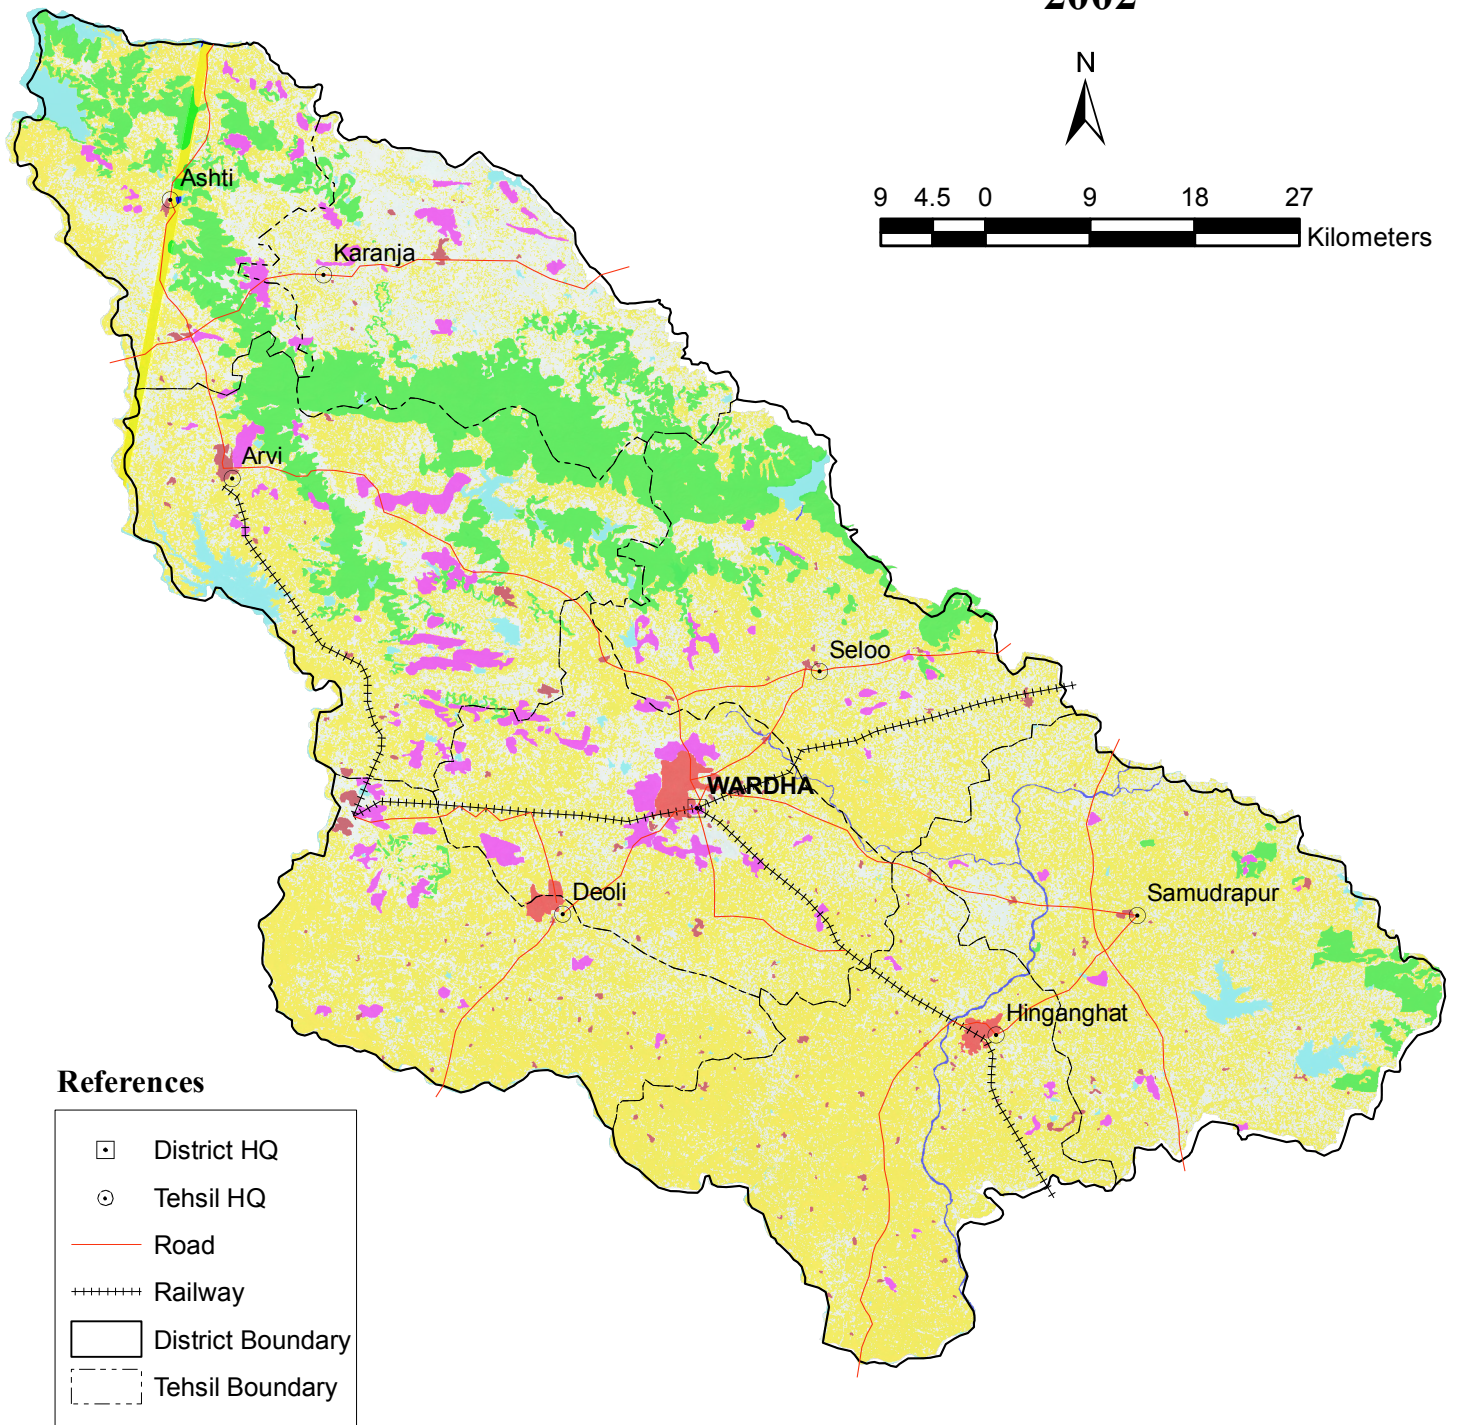 2002
N
9 4.5 0 9 18 27
Kilometers
Ashti
Karanja
Arvi
Seloo
WARDHA
Deoli
Samudrapur
Hinganghat
References
District HQ
Tehsil HQ
Road
Railway
District Boundary
Tehsil Boundary